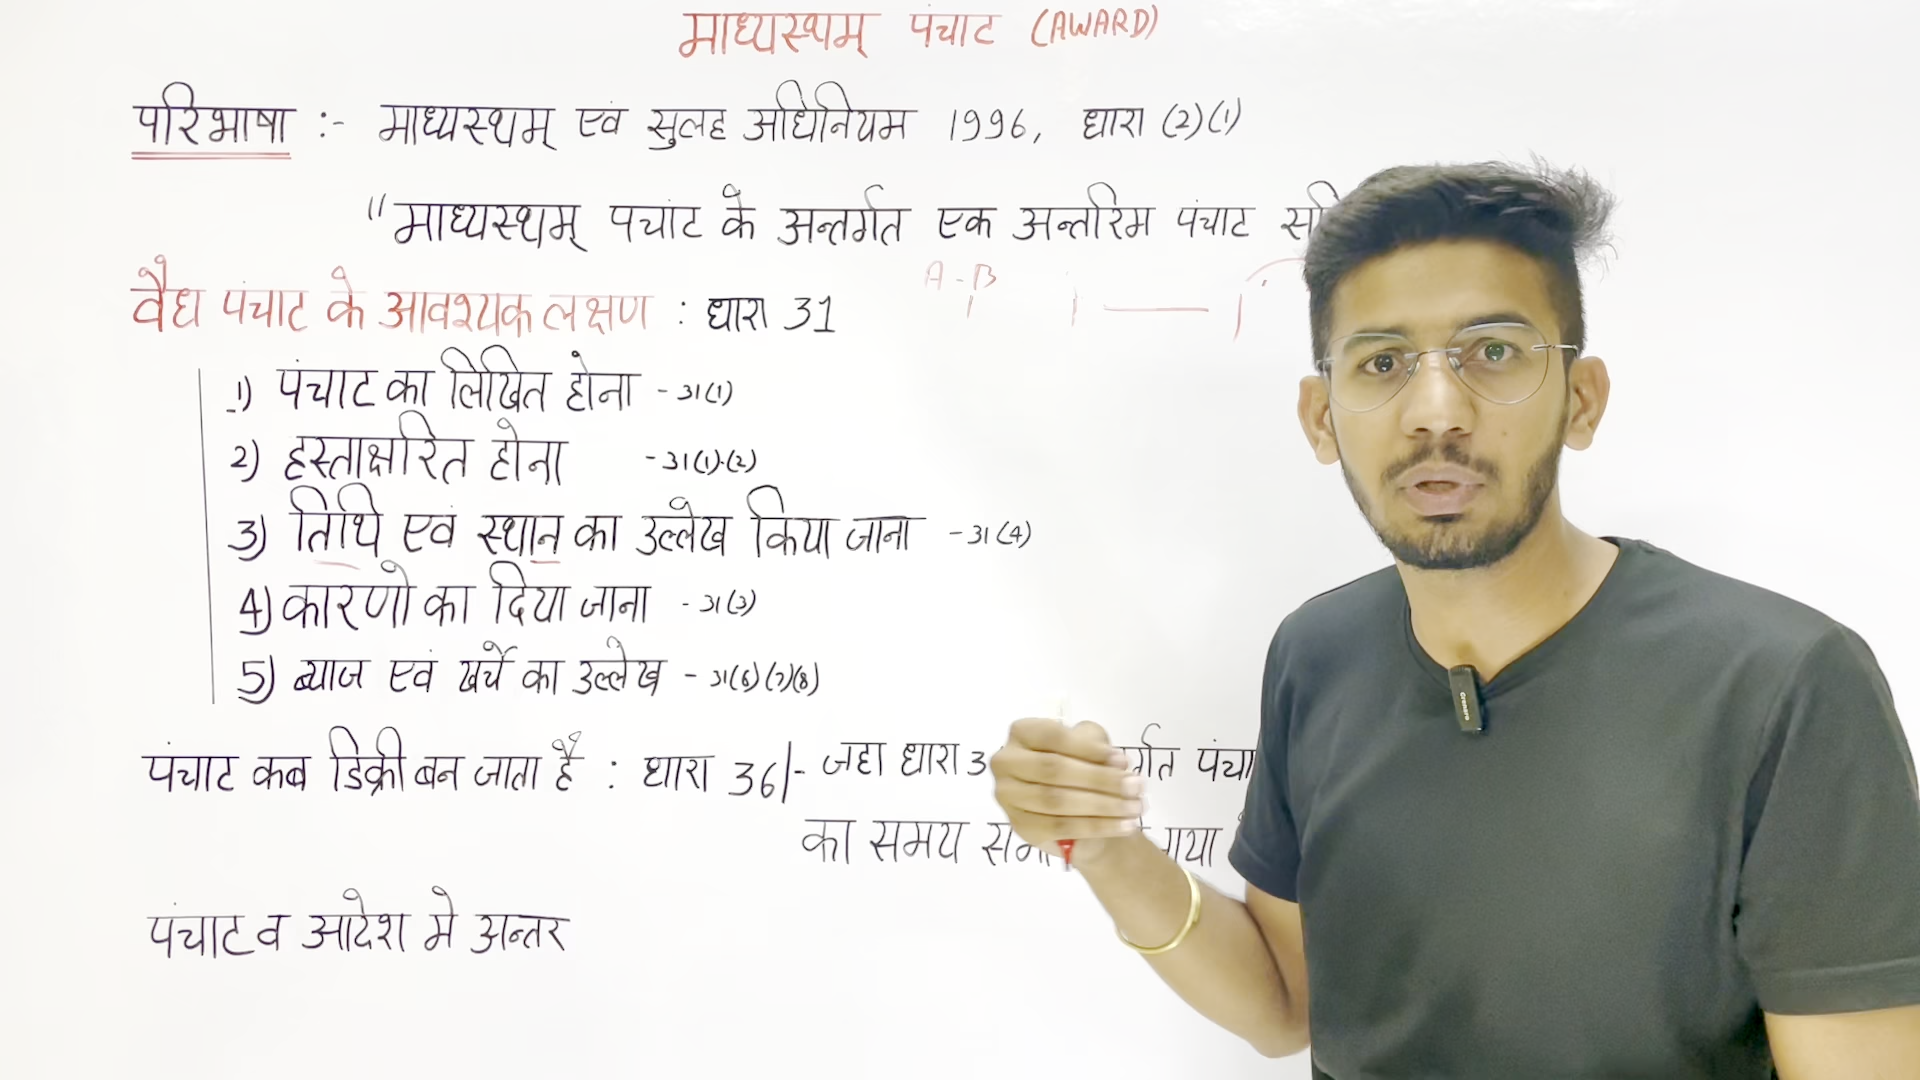 माध्यस्थम् पंचाट (AWARD)
परिभाषा :- माध्यस्थम् एवं सुलह अधिनियम 1996, धारा (2)(1)
"माध्यस्थम् पचांट के अन्तर्गत एक अन्तरिम पंचाट
A - B
वैध पंचाट के आवश्यक लक्षण : धारा 31
1) पंचाट का लिखित होना - 31(1)
2) हस्ताक्षरित होना - 31(1)·(2)
3) तिथि एवं स्थान का उल्लेख किया जाना - 31(4)
4) कारणो का दिया जाना - 31(3)
5) ब्याज एवं खर्चे का उल्लेख - 31(6)(7)(8)
पंचाट कब डिक्री बन जाता है : धारा 36/- जहा धारा
का समय गया
पंचाट व आदेश मे अन्तर